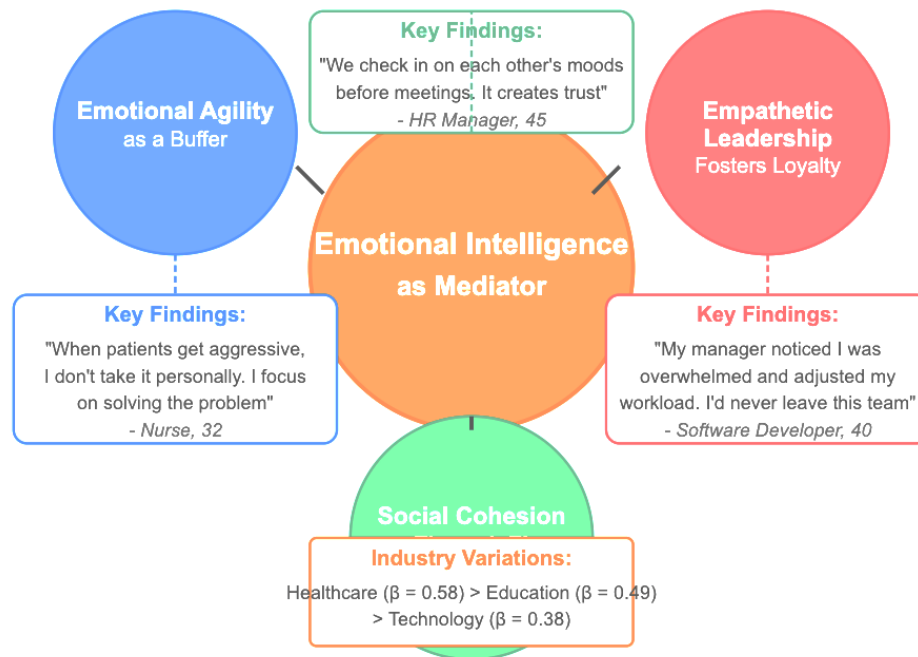 Key Findings:
"We check in on each other's moods
before meetings. It creates trust"
- HR Manager, 45
Emotional Agility
as a Buffer
Empathetic
Leadership
Fosters Loyalty
Emotional Intelligence
as Mediator
Key Findings:
"When patients get aggressive,
I don't take it personally. I focus
on solving the problem"
- Nurse, 32
Key Findings:
"My manager noticed I was
overwhelmed and adjusted my
workload. I'd never leave this team"
- Software Developer, 40
Social Cohesion
Industry Variations:
Healthcare (β = 0.58) > Education (β = 0.49)
> Technology (β = 0.38)